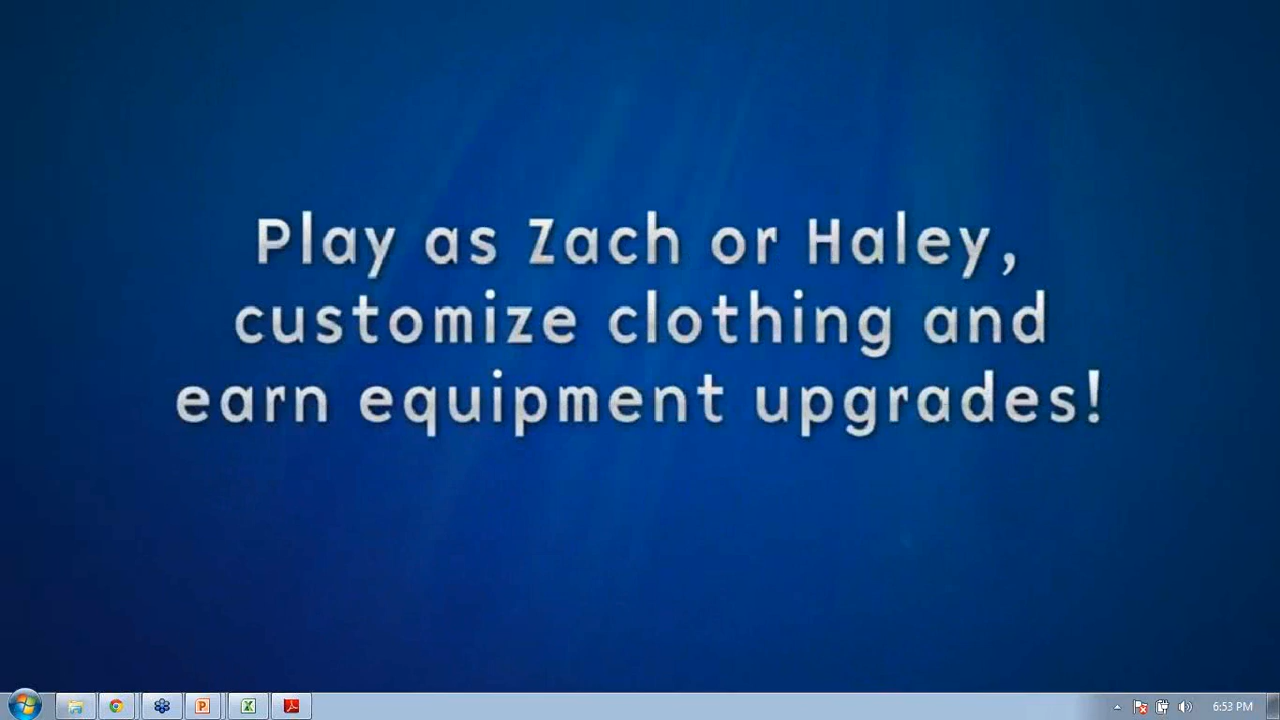 Play as Zach or Haley,
customize clothing and
earn equipment upgrades!
6:53 PM